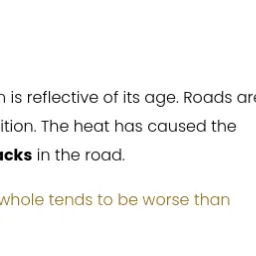 is reflective of its age. Roads are
ition. The heat has caused the
acks in the road.
whole tends to be worse than